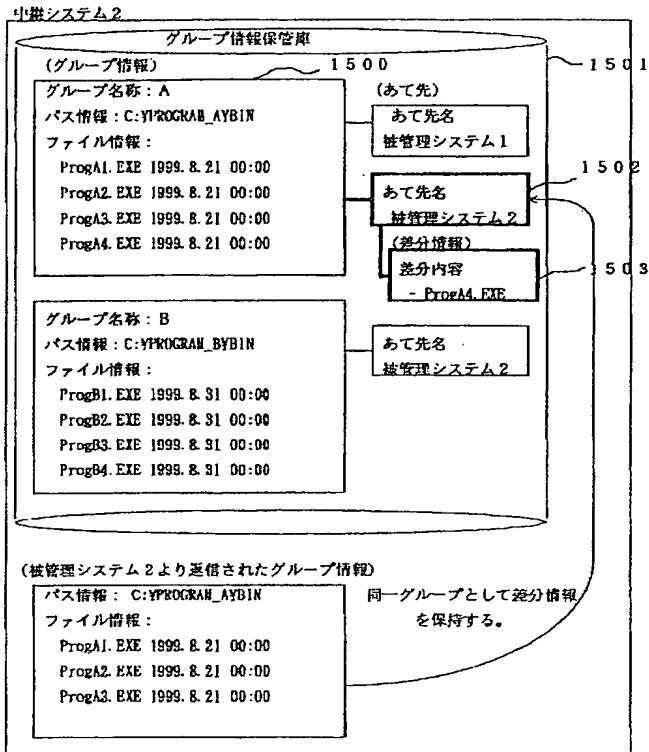 中継システム2
グループ情報保管庫
(グループ情報)
1500
1501
グループ名称：A
パス情報：C:¥PROGRAM_A¥BIN
ファイル情報：
ProgA1.EXE 1999.8.21 00:00
ProgA2.EXE 1999.8.21 00:00
ProgA3.EXE 1999.8.21 00:00
ProgA4.EXE 1999.8.21 00:00
(あて先)
あて先名
被管理システム1
1502
あて先名
被管理システム2
(差分情報)
差分内容
- ProgA4.EXE
1503
グループ名称：B
パス情報：C:¥PROGRAM_B¥BIN
ファイル情報：
ProgB1.EXE 1999.8.31 00:00
ProgB2.EXE 1999.8.31 00:00
ProgB3.EXE 1999.8.31 00:00
ProgB4.EXE 1999.8.31 00:00
あて先名
被管理システム2
(被管理システム2より返信されたグループ情報)
パス情報：C:¥PROGRAM_A¥BIN
ファイル情報：
ProgA1.EXE 1999.8.21 00:00
ProgA2.EXE 1999.8.21 00:00
ProgA3.EXE 1999.8.21 00:00
同一グループとして差分情報
を保持する。